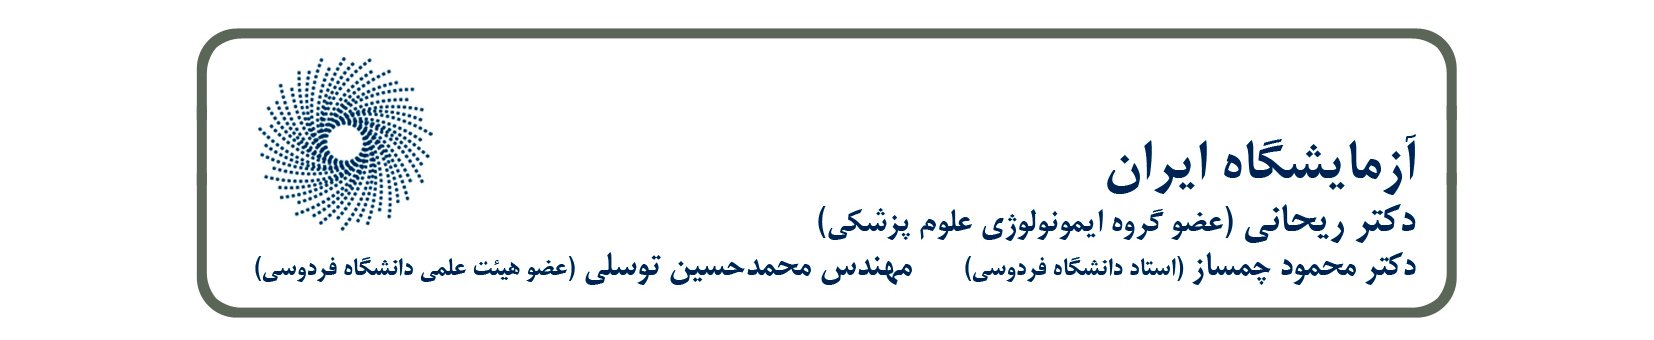 آزمایشگاه ایران
دکتر ریحانی (عضو گروه ایمونولوژی علوم پزشکی)
دکتر محمود چمساز (استاد دانشگاه فردوسی) مهندس محمدحسین توسلی (عضو هیئت علمی دانشگاه فردوسی)